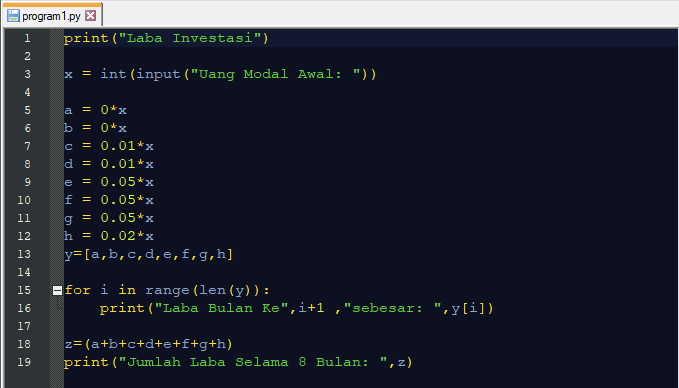 program1.py
1 print("Laba Investasi")
2
3 x = int(input("Uang Modal Awal: "))
4
5 a = 0*x
6 b = 0*x
7 c = 0.01*x
8 d = 0.01*x
9 e = 0.05*x
10 f = 0.05*x
11 g = 0.05*x
12 h = 0.02*x
13 y=[a,b,c,d,e,f,g,h]
14
15 for i in range(len(y)):
16     print("Laba Bulan Ke",i+1 ,"sebesar: ",y[i])
17
18 z=(a+b+c+d+e+f+g+h)
19 print("Jumlah Laba Selama 8 Bulan: ",z)